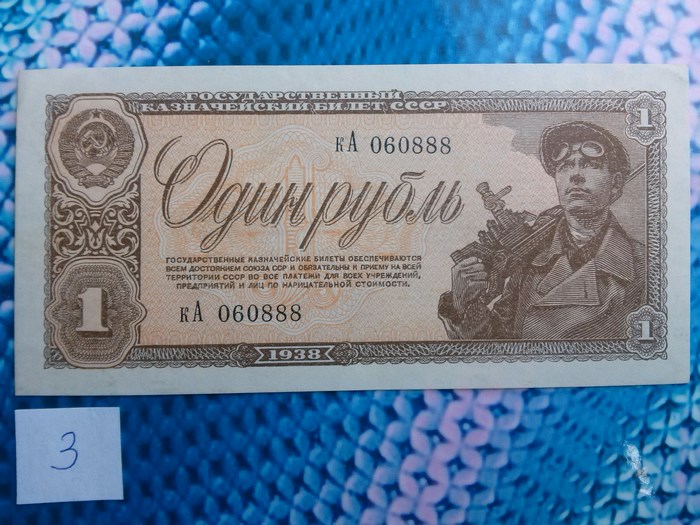 ГОСУДАРСТВЕННЫЙ
КАЗНАЧЕЙСКИЙ БИЛЕТ СССР
1
кА 060888
Один рубль
ГОСУДАРСТВЕННЫЕ КАЗНАЧЕЙСКИЕ БИЛЕТЫ ОБЕСПЕЧИВАЮТСЯ
ВСЕМ ДОСТОЯНИЕМ СОЮЗА ССР И ОБЯЗАТЕЛЬНЫ К ПРИЕМУ НА ВСЕЙ
ТЕРРИТОРИИ СССР ВО ВСЕ ПЛАТЕЖИ ДЛЯ ВСЕХ УЧРЕЖДЕНИЙ,
ПРЕДПРИЯТИЙ И ЛИЦ ПО НАРИЦАТЕЛЬНОЙ СТОИМОСТИ.
1
кА 060888
1
1938
3